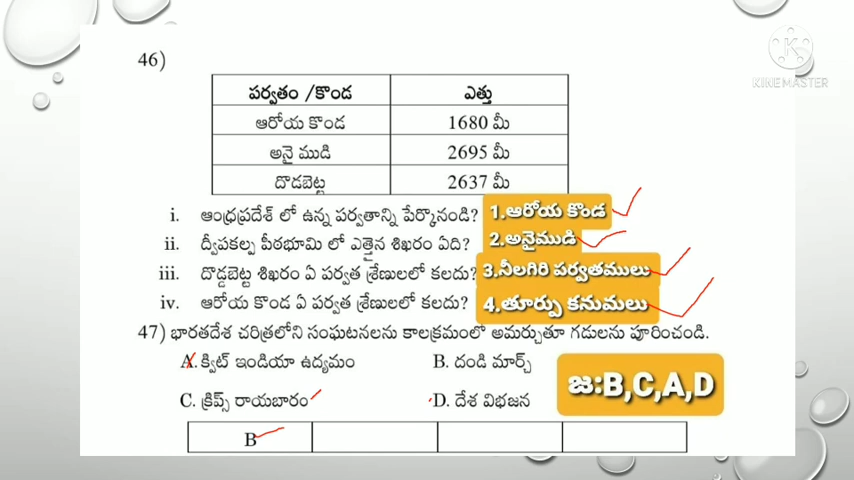 KINEMASTER
46)
పర్వతం /కొండ ఎత్తు
ఆరోయ కొండ 1680 మీ
అనై ముడి 2695 మీ
దొడబెట్ట 2637 మీ
i. ఆంధ్రప్రదేశ్ లో ఉన్న పర్వతాన్ని పేర్కొనండి? 1.ఆరోయ కొండ
ii. ద్వీపకల్ప పీఠభూమి లో ఎత్తైన శిఖరం ఏది? 2.అనైముడి
iii. దొడ్డబెట్ట శిఖరం ఏ పర్వత శ్రేణులలో కలదు? 3.నీలగిరి పర్వతములు
iv. ఆరోయ కొండ ఏ పర్వత శ్రేణులలో కలదు? 4.తూర్పు కనుమలు
47) భారతదేశ చరిత్రలోని సంఘటనలను కాలక్రమంలో అమర్చుతూ గడులను పూరించండి.
A. క్విట్ ఇండియా ఉద్యమం B. దండి మార్చ్
C. క్రిప్స్ రాయబారం D. దేశ విభజన
జ:B,C,A,D
B